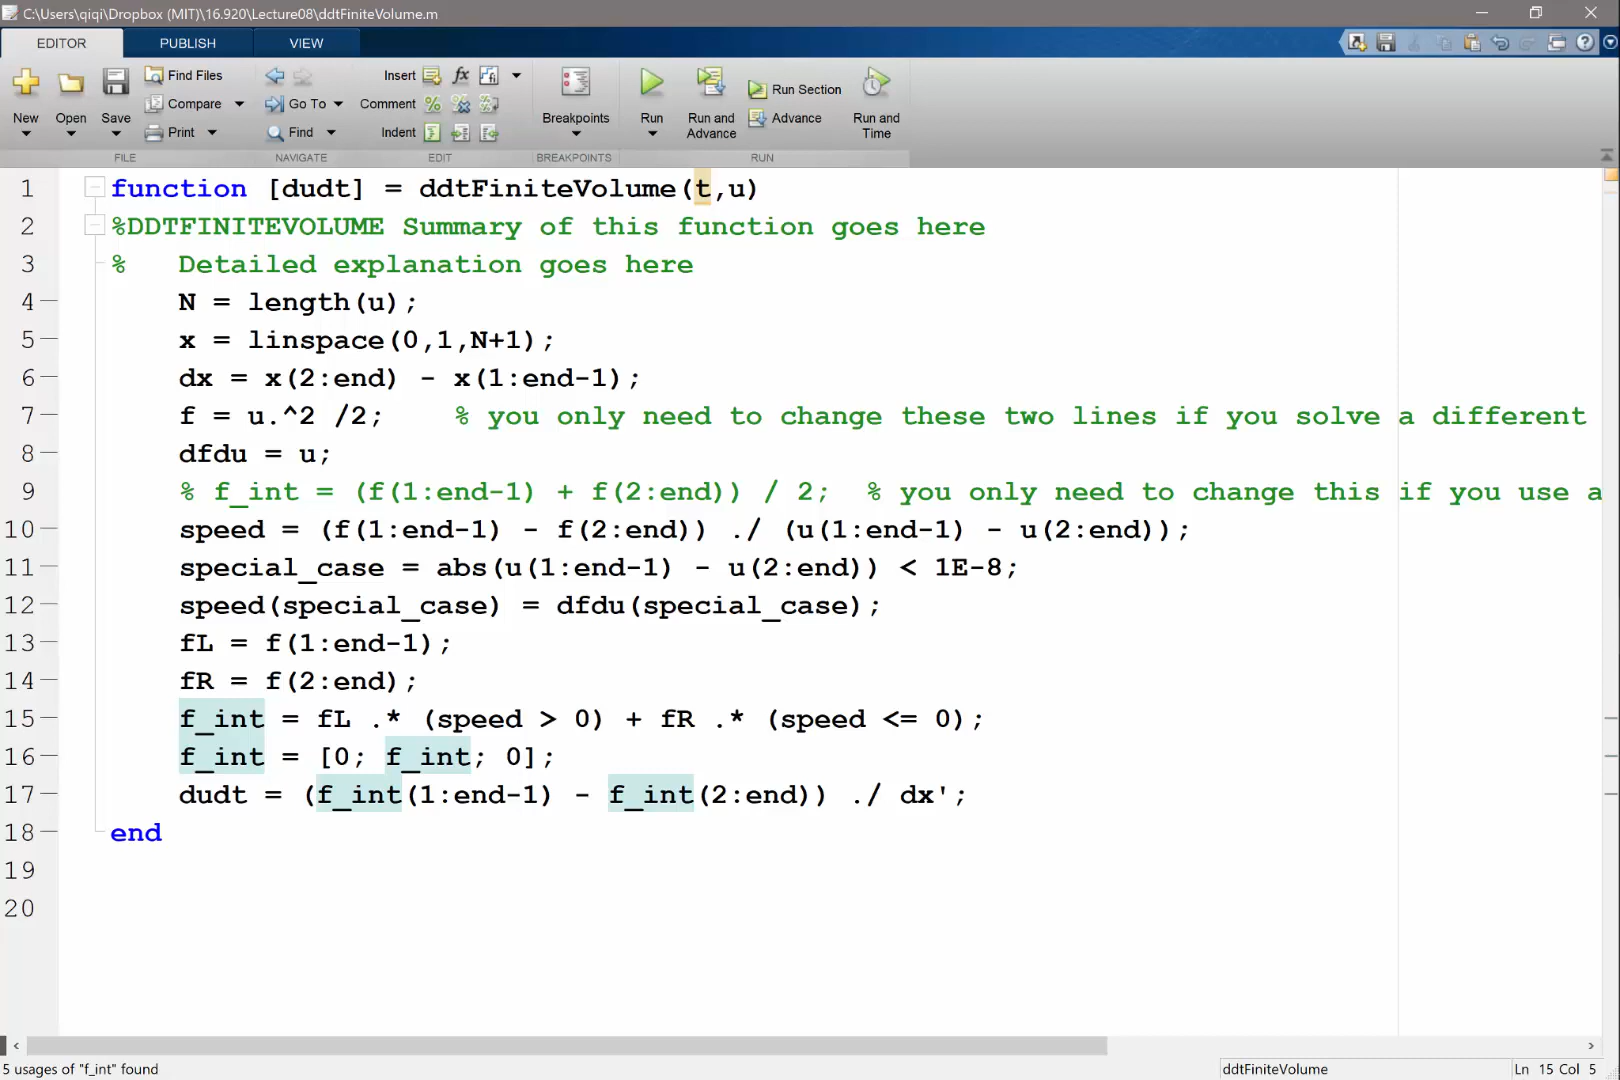 C:\Users\qiqi\Dropbox (MIT)\16.920\Lecture08\ddtFiniteVolume.m
EDITOR PUBLISH VIEW
Find Files Insert fx Run Section
Compare Go To Comment
New Open Save Breakpoints Run Run and Advance Advance Run and Time
Print Find Indent
FILE NAVIGATE EDIT BREAKPOINTS RUN
1 function [dudt] = ddtFiniteVolume(t,u)
2 %DDTFINITEVOLUME Summary of this function goes here
3 %   Detailed explanation goes here
4 N = length(u);
5 x = linspace(0,1,N+1);
6 dx = x(2:end) - x(1:end-1);
7 f = u.^2 /2;    % you only need to change these two lines if you solve a different
8 dfdu = u;
9 % f_int = (f(1:end-1) + f(2:end)) / 2;  % you only need to change this if you use a
10 speed = (f(1:end-1) - f(2:end)) ./ (u(1:end-1) - u(2:end));
11 special_case = abs(u(1:end-1) - u(2:end)) < 1E-8;
12 speed(special_case) = dfdu(special_case);
13 fL = f(1:end-1);
14 fR = f(2:end);
15 f_int = fL .* (speed > 0) + fR .* (speed <= 0);
16 f_int = [0; f_int; 0];
17 dudt = (f_int(1:end-1) - f_int(2:end)) ./ dx';
18 end
19
20
5 usages of "f_int" found ddtFiniteVolume Ln 15 Col 5